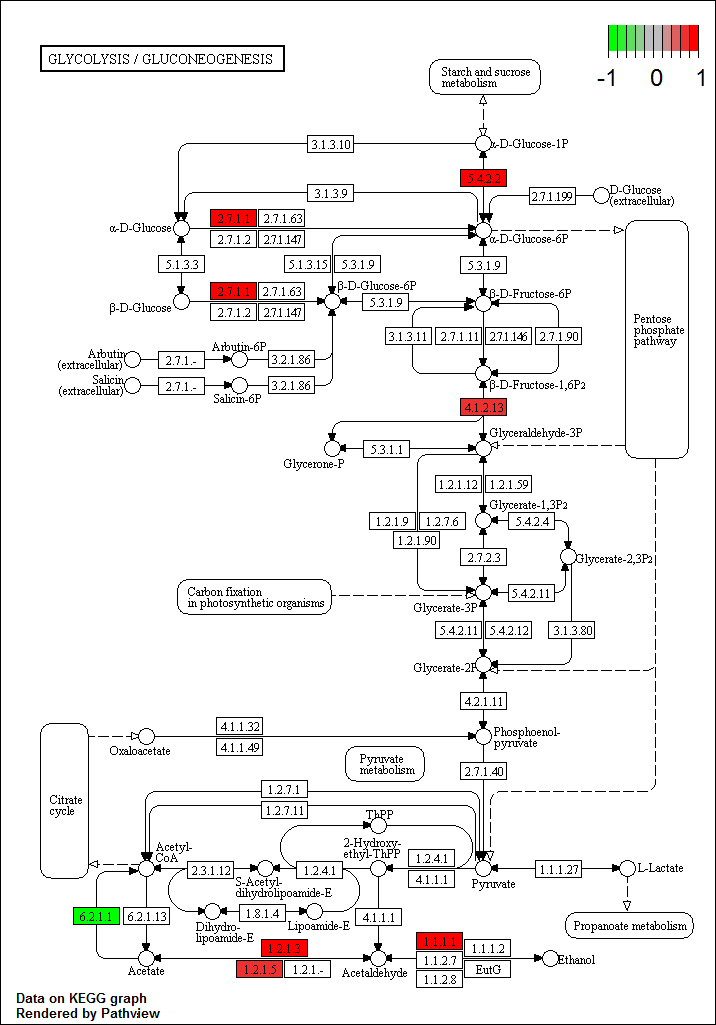 GLYCOLYSIS / GLUCONEOGENESIS
-1 0 1
Starch and sucrose
metabolism
3.1.3.10
α-D-Glucose-1P
5.4.2.2
3.1.3.9
2.7.1.199
D-Glucose
(extracellular)
2.7.1.1
2.7.1.63
α-D-Glucose
2.7.1.2
2.7.1.147
α-D-Glucose-6P
5.1.3.3
5.1.3.15
5.3.1.9
5.3.1.9
2.7.1.1
2.7.1.63
β-D-Glucose-6P
β-D-Fructose-6P
β-D-Glucose
2.7.1.2
2.7.1.147
5.3.1.9
Pentose
phosphate
pathway
3.1.3.11
2.7.1.11
2.7.1.146
2.7.1.90
Arbutin
(extracellular)
2.7.1.-
Arbutin-6P
3.2.1.86
Salicin
(extracellular)
2.7.1.-
Salicin-6P
3.2.1.86
β-D-Fructose-1,6P2
4.1.2.13
Glyceraldehyde-3P
5.3.1.1
Glycerone-P
1.2.1.12
1.2.1.59
Glycerate-1,3P2
1.2.1.9
1.2.7.6
5.4.2.4
1.2.1.90
2.7.2.3
Glycerate-2,3P2
Carbon fixation
in photosynthetic organisms
5.4.2.11
Glycerate-3P
5.4.2.11
5.4.2.12
3.1.3.80
Glycerate-2P
4.2.1.11
4.1.1.32
Oxaloacetate
4.1.1.49
Phosphoenol-
pyruvate
Pyruvate
metabolism
2.7.1.40
Citrate
cycle
1.2.7.1
1.2.7.11
ThPP
Acetyl-
CoA
2-Hydroxy-
ethyl-ThPP
2.3.1.12
1.2.4.1
1.2.4.1
4.1.1.1
1.1.1.27
L-Lactate
S-Acetyl-
dihydrolipoamide-E
Pyruvate
6.2.1.1
6.2.1.13
1.8.1.4
4.1.1.1
Dihydro-
lipoamide-E
Lipoamide-E
Propanoate metabolism
1.2.1.3
1.1.1.1
1.1.1.2
1.1.2.7
EutG
1.1.2.8
Ethanol
Acetate
1.2.1.5
1.2.1.-
Acetaldehyde
Data on KEGG graph
Rendered by Pathview